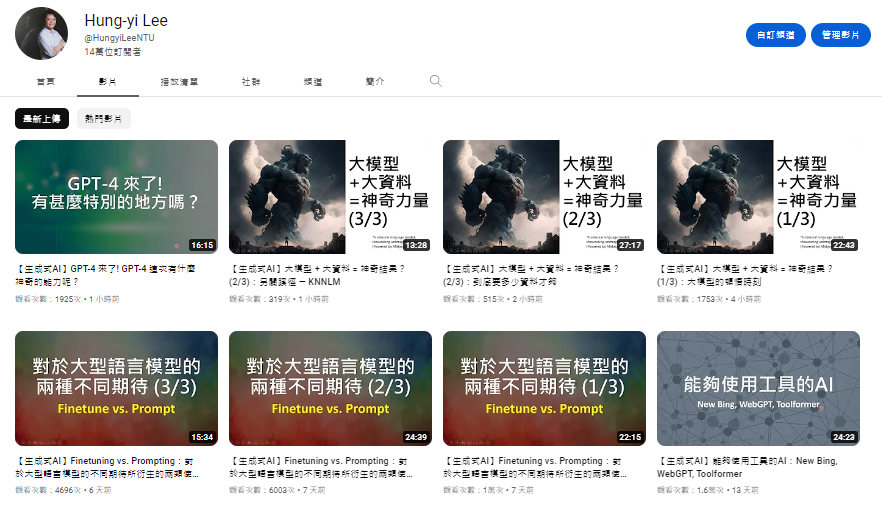 Hung-yi Lee
@HungyiLeeNTU
14萬位訂閱者
自訂頻道
管理影片
首頁
影片
播放清單
社群
頻道
簡介
最新上傳
熱門影片
GPT-4 來了!
有甚麼特別的地方嗎？
16:15
大模型
+大資料
=神奇力量
(3/3)
13:28
大模型
+大資料
=神奇力量
(2/3)
27:17
大模型
+大資料
=神奇力量
(1/3)
22:43
【生成式AI】GPT-4 來了! GPT-4 這次有什麼
神奇的能力呢？
觀看次數：1925次 • 1 小時前
【生成式AI】大模型 + 大資料 = 神奇結果？
(2/3)：另闢蹊徑 — KNNLM
觀看次數：319次 • 1 小時前
【生成式AI】大模型 + 大資料 = 神奇結果？
(2/3)：到底要多少資料才夠
觀看次數：515次 • 2 小時前
【生成式AI】大模型 + 大資料 = 神奇結果？
(1/3)：大模型的頓悟時刻
觀看次數：1753次 • 4 小時前
對於大型語言模型的
兩種不同期待 (3/3)
Finetune vs. Prompt
15:34
對於大型語言模型的
兩種不同期待 (2/3)
Finetune vs. Prompt
24:39
對於大型語言模型的
兩種不同期待 (1/3)
Finetune vs. Prompt
22:15
能夠使用工具的AI
New Bing, WebGPT, Toolformer
24:23
【生成式AI】Finetuning vs. Prompting：對
於大型語言模型的不同期待所衍生的兩類使...
觀看次數：4696次 • 6 天前
【生成式AI】Finetuning vs. Prompting：對
於大型語言模型的不同期待所衍生的兩類使...
觀看次數：6003次 • 7 天前
【生成式AI】Finetuning vs. Prompting：對
於大型語言模型的不同期待所衍生的兩類使...
觀看次數：1萬次 • 7 天前
【生成式AI】能夠使用工具的AI：New Bing,
WebGPT, Toolformer
觀看次數：1.6萬次 • 13 天前